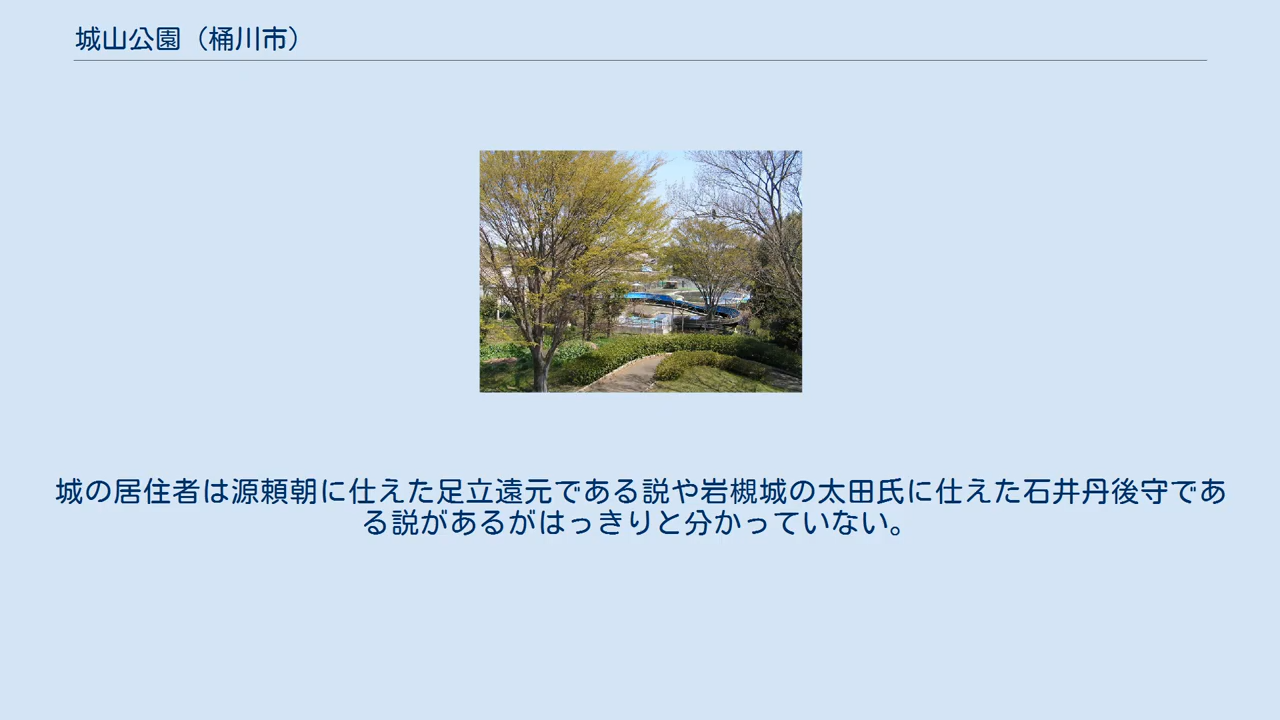 城山公園（桶川市）
城の居住者は源頼朝に仕えた足立遠元である説や岩槻城の太田氏に仕えた石井丹後守であ
る説があるがはっきりと分かっていない。